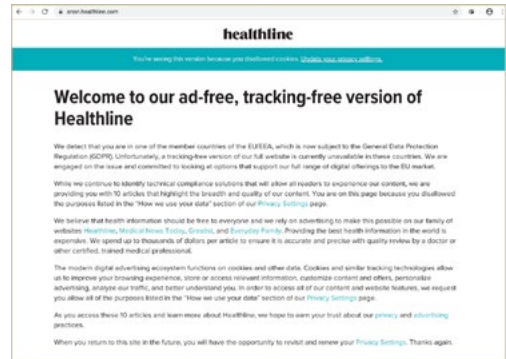 anon.healthline.com
healthline
You're seeing this version because you disallowed cookies. Update your privacy settings.
Welcome to our ad-free, tracking-free version of
Healthline
We detect that you are in one of the member countries of the EU/EEA, which is now subject to the General Data Protection
Regulation (GDPR). Unfortunately, a tracking-free version of our full website is currently unavailable in these countries. We are
engaged on the issue and committed to looking at options that support our full range of digital offerings to the EU market.
While we continue to identify technical compliance solutions that will allow all readers to experience our content, we are
providing you with 10 articles that highlight the breadth and quality of our content. You are on this page because you disallowed
the purposes listed in the "How we use your data" section of our Privacy Settings page.
We believe that health information should be free to everyone and we rely on advertising to make this possible on our family of
websites Healthline, Medical News Today, Greatist, and Everyday Family. Providing the best health information in the world is
expensive. We spend up to thousands of dollars per article to ensure it is accurate and precise with quality review by a doctor or
other certified, trained medical professional.
The modern digital advertising ecosystem functions on cookies and other data. Cookies and similar tracking technologies allow
us to improve your browsing experience, store or access relevant information, customize content and offers, personalize
advertising, analyze our traffic, and better understand you. In order to access all of our content and website features, we request
you allow all of the purposes listed in the "How we use your data" section of our Privacy Settings page.
As you access these 10 articles and learn more about Healthline, we hope to earn your trust about our privacy and advertising
practices.
When you return to this site in the future, you will have the opportunity to revisit and renew your Privacy Settings. Thanks again.